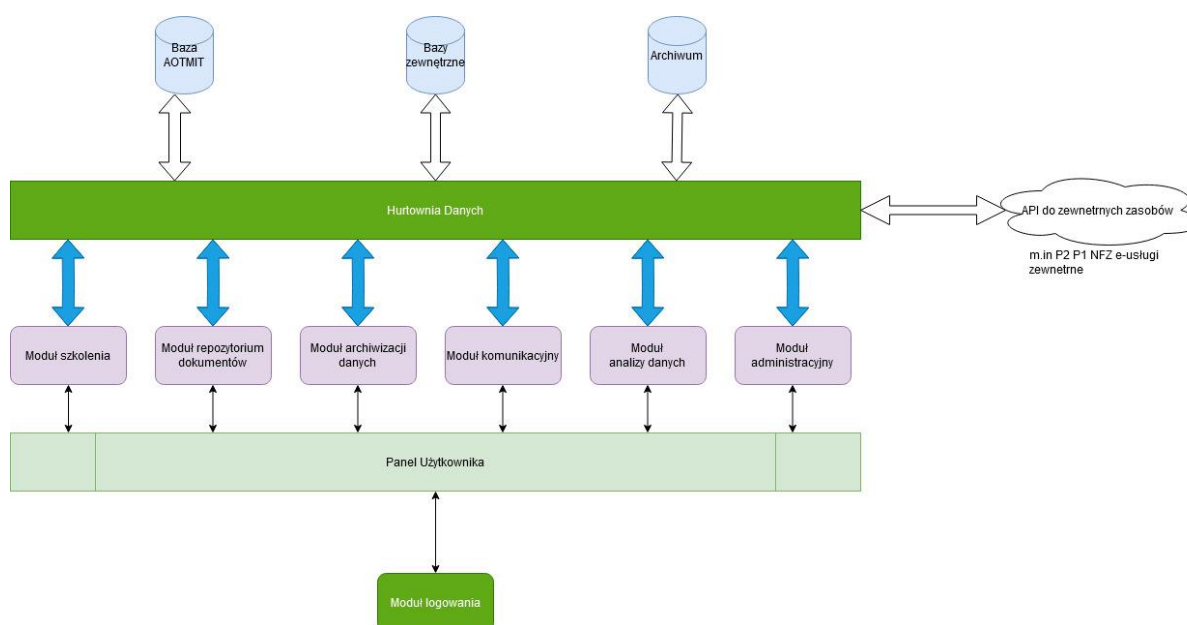 Baza
AOTMIT
Bazy
zewnętrzne
Archiwum
Hurtownia Danych
API do zewnetrnych zasobów
m.in P2 P1 NFZ e-usługi
zewnetrne
Moduł szkolenia
Moduł repozytorium
dokumentów
Moduł archiwizacji
danych
Moduł komunikacyjny
Moduł
analizy danych
Moduł
administracyjny
Panel Użytkownika
Moduł logowania